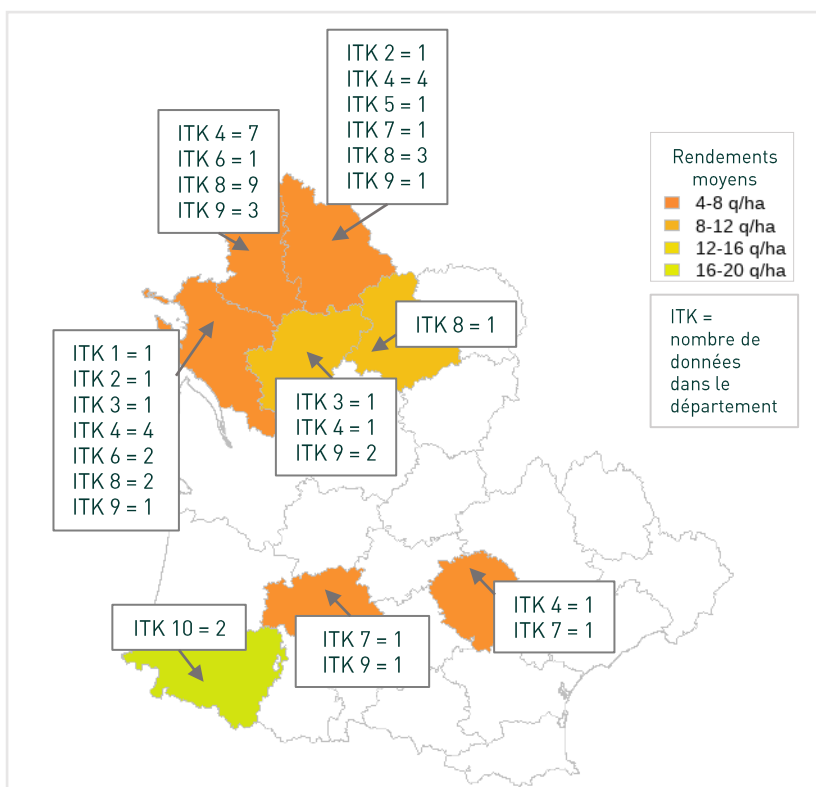 ITK 2 = 1
ITK 4 = 4
ITK 5 = 1
ITK 7 = 1
ITK 8 = 3
ITK 9 = 1
ITK 4 = 7
ITK 6 = 1
ITK 8 = 9
ITK 9 = 3
Rendements
moyens
4-8 q/ha
8-12 q/ha
12-16 q/ha
16-20 q/ha
ITK =
nombre de
données
dans le
département
ITK 8 = 1
ITK 1 = 1
ITK 2 = 1
ITK 3 = 1
ITK 4 = 4
ITK 6 = 2
ITK 8 = 2
ITK 9 = 1
ITK 3 = 1
ITK 4 = 1
ITK 9 = 2
ITK 4 = 1
ITK 7 = 1
ITK 10 = 2
ITK 7 = 1
ITK 9 = 1